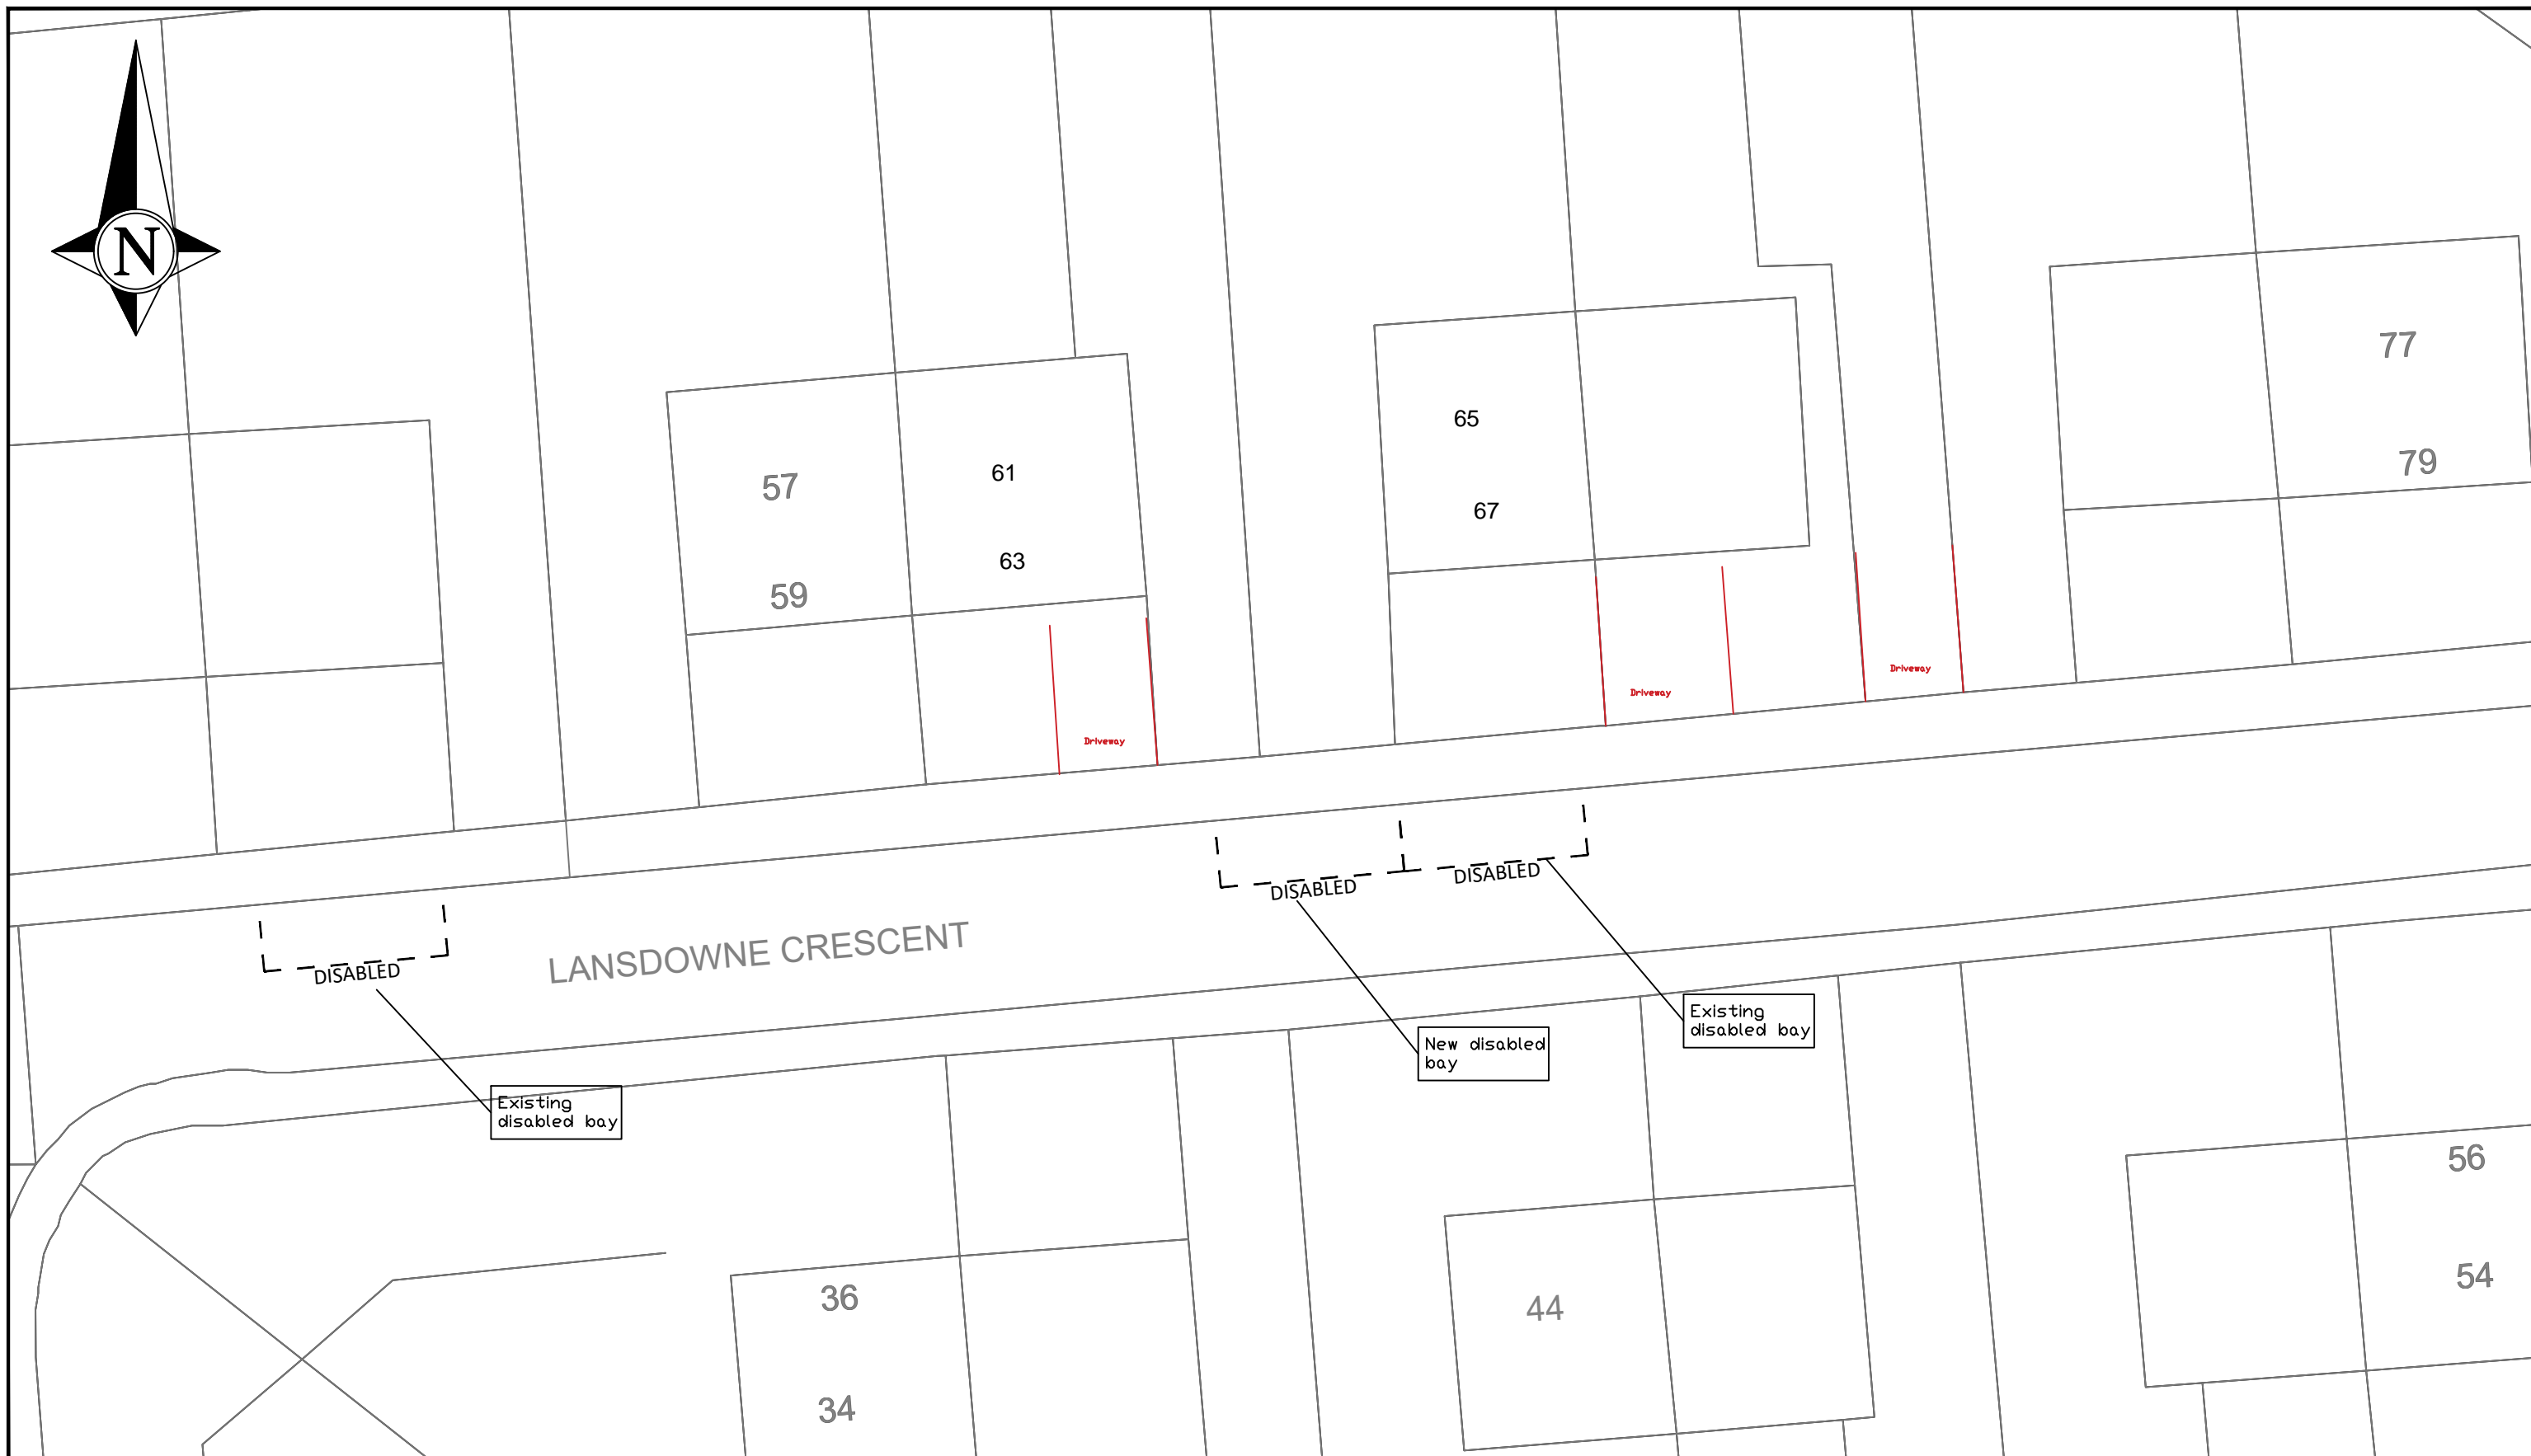 N
77
65
79
61
57
67
63
59
Driveway
Driveway
Driveway
DISABLED
DISABLED
LANSDOWNE CRESCENT
DISABLED
Existing
disabled bay
New disabled
bay
Existing
disabled bay
56
54
36
44
34